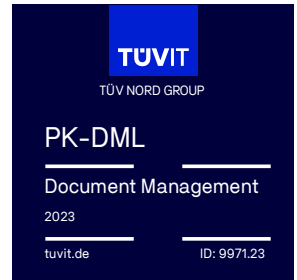 TÜVIT
TÜV NORD GROUP
PK-DML
Document Management
2023
tuvit.de ID: 9971.23